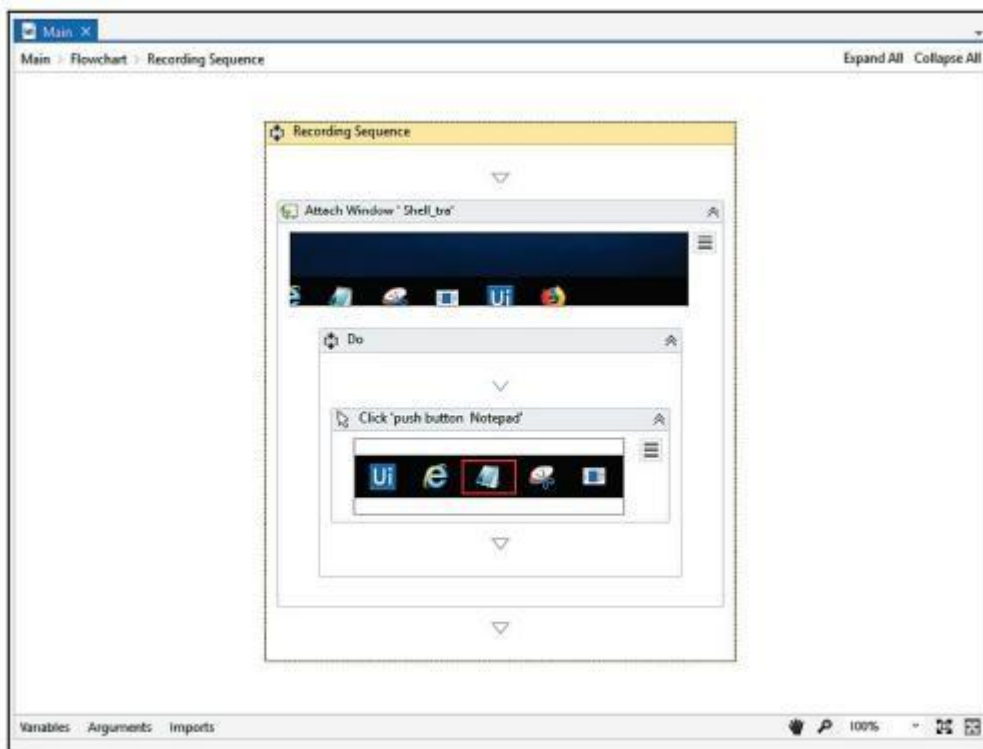 Main
Main > Flowchart > Recording Sequence
Expand All Collapse All
Recording Sequence
Attach Window ' Shell_tra'
Ui
Do
Click 'push button Notepad'
Ui
Variables Arguments Imports
100%